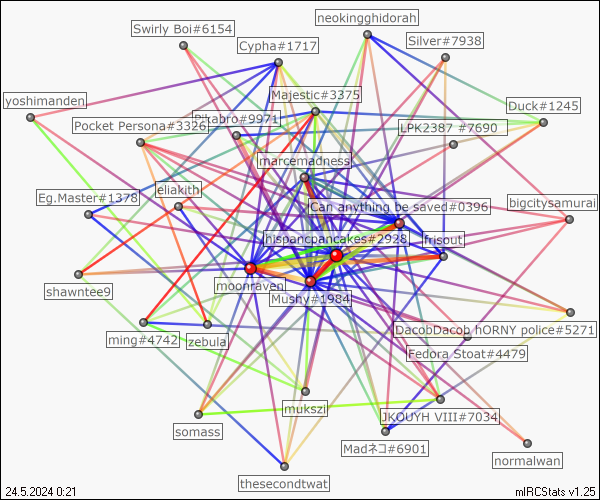 neokingghidorah
Swirly Boi#6154
Cypha#1717
Silver#7938
Majestic#3375
yoshimanden
Duck#1245
Pikabro#9971
Pocket Persona#3326
LPK2387 #7690
marcemadness
eliakith
Eg.Master#1378
bigcitysamurai
Can anything be saved#0396
hispancpancakes#2928
frisout
moonraven
shawntee9
Mushy#1984
DacobDacob hORNY police#5271
ming#4742
zebula
Fedora Stoat#4479
mukszi
JKOUYH VIII#7034
somass
Madネコ#6901
normalwan
thesecondtwat
24.5.2024 0:21
mIRCStats v1.25